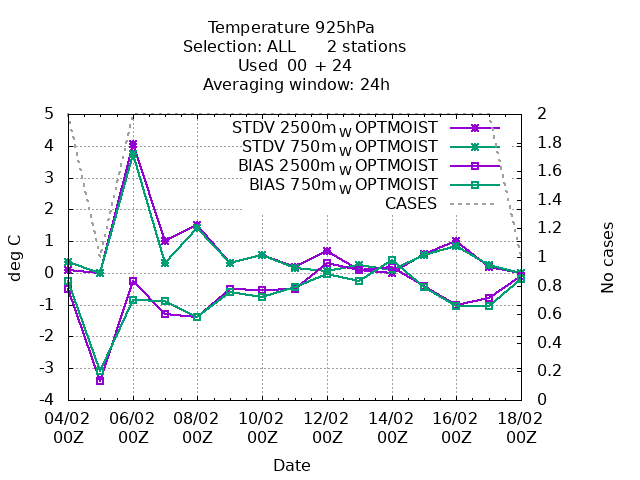 Temperature 925hPa
Selection: ALL 2 stations
Used 00 + 24
Averaging window: 24h
STDV 2500m_W OPTMOIST
STDV 750m_W OPTMOIST
BIAS 2500m_W OPTMOIST
BIAS 750m_W OPTMOIST
CASES
deg C
5
4
3
2
1
0
-1
-2
-3
-4
No cases
2
1.8
1.6
1.4
1.2
1
0.8
0.6
0.4
0.2
0
04/02 06/02 08/02 10/02 12/02 14/02 16/02 18/02
00Z 00Z 00Z 00Z 00Z 00Z 00Z 00Z
Date